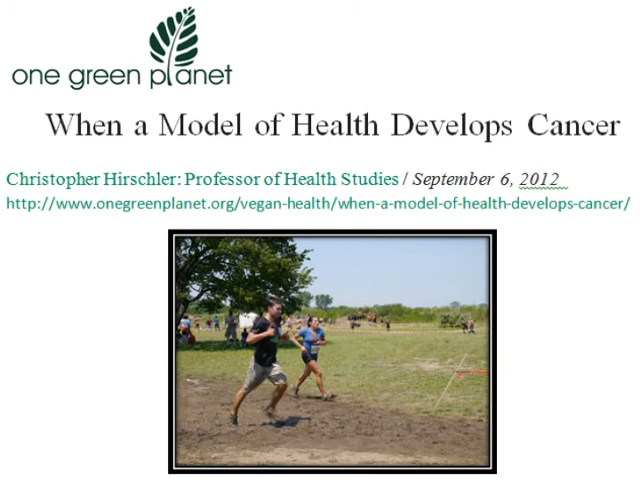 one green planet
When a Model of Health Develops Cancer
Christopher Hirschler: Professor of Health Studies / September 6, 2012
http://www.onegreenplanet.org/vegan-health/when-a-model-of-health-develops-cancer/